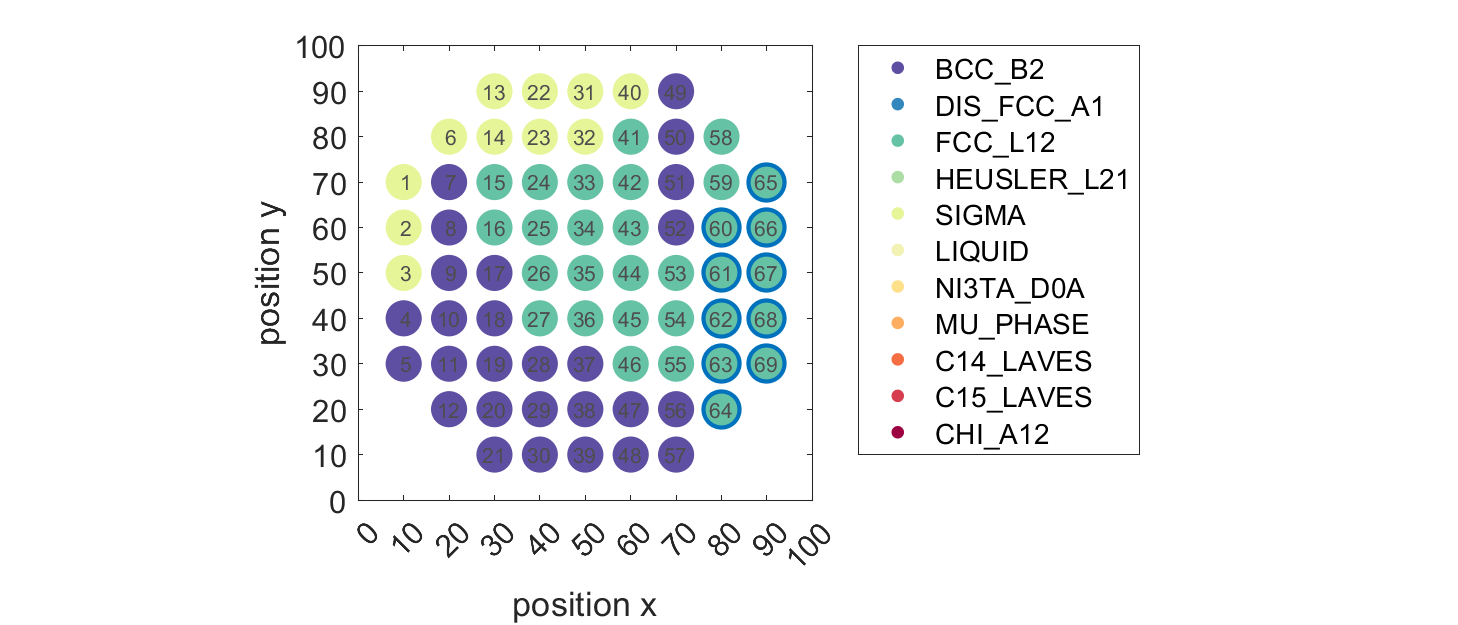 100
90
80
70
60
50
40
30
20
10
0
13 22 31 40 49
6 14 23 32 41 50 58
1 7 15 24 33 42 51 59 65
2 8 16 25 34 43 52 60 66
3 9 17 26 35 44 53 61 67
4 10 18 27 36 45 54 62 68
5 11 19 28 37 46 55 63 69
12 20 29 38 47 56 64
21 30 39 48 57
0 10 20 30 40 50 60 70 80 90 100
position x
position y
BCC_B2
DIS_FCC_A1
FCC_L12
HEUSLER_L21
SIGMA
LIQUID
NI3TA_D0A
MU_PHASE
C14_LAVES
C15_LAVES
CHI_A12